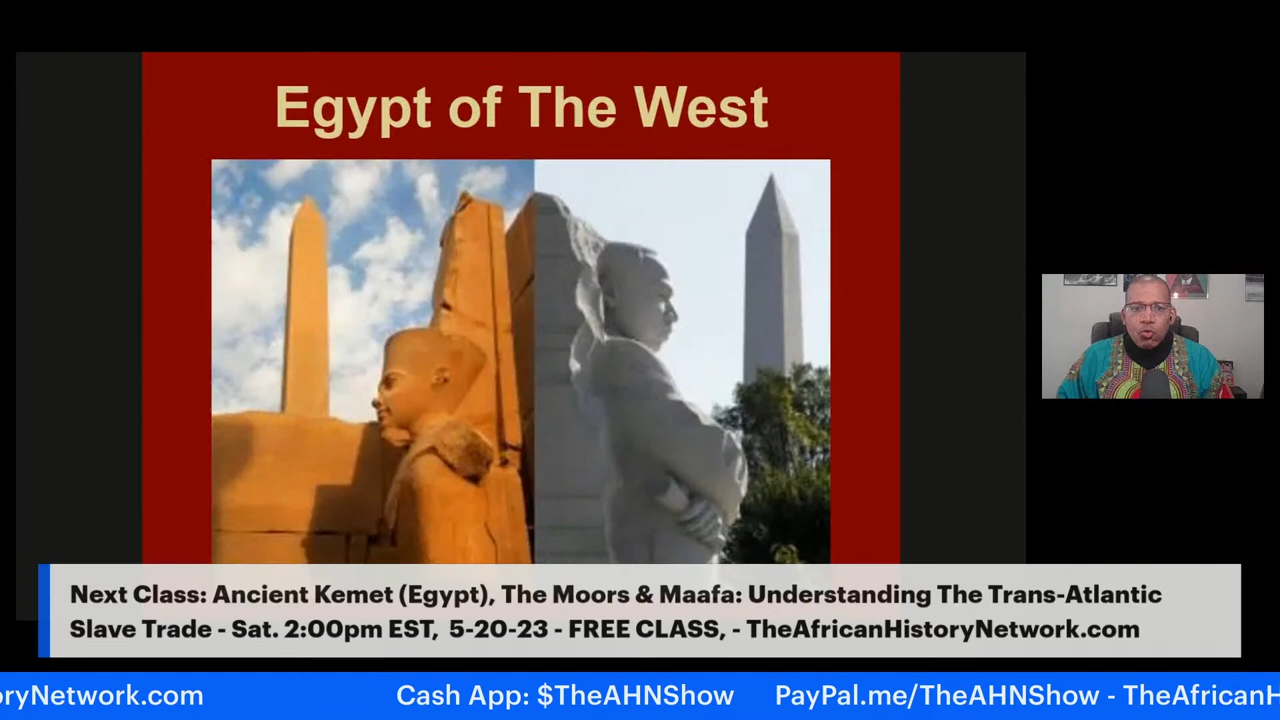 Egypt of The West
Next Class: Ancient Kemet (Egypt), The Moors & Maafa: Understanding The Trans-Atlantic
Slave Trade - Sat. 2:00pm EST, 5-20-23 - FREE CLASS, - TheAfricanHistoryNetwork.com
oryNetwork.com Cash App: $TheAHNShow PayPal.me/TheAHNShow - TheAfricanH